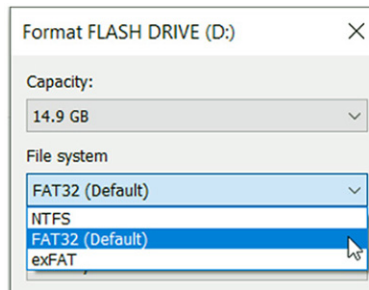 Format FLASH DRIVE (D:)
Capacity:
14.9 GB
File system
FAT32 (Default)
NTFS
FAT32 (Default)
exFAT